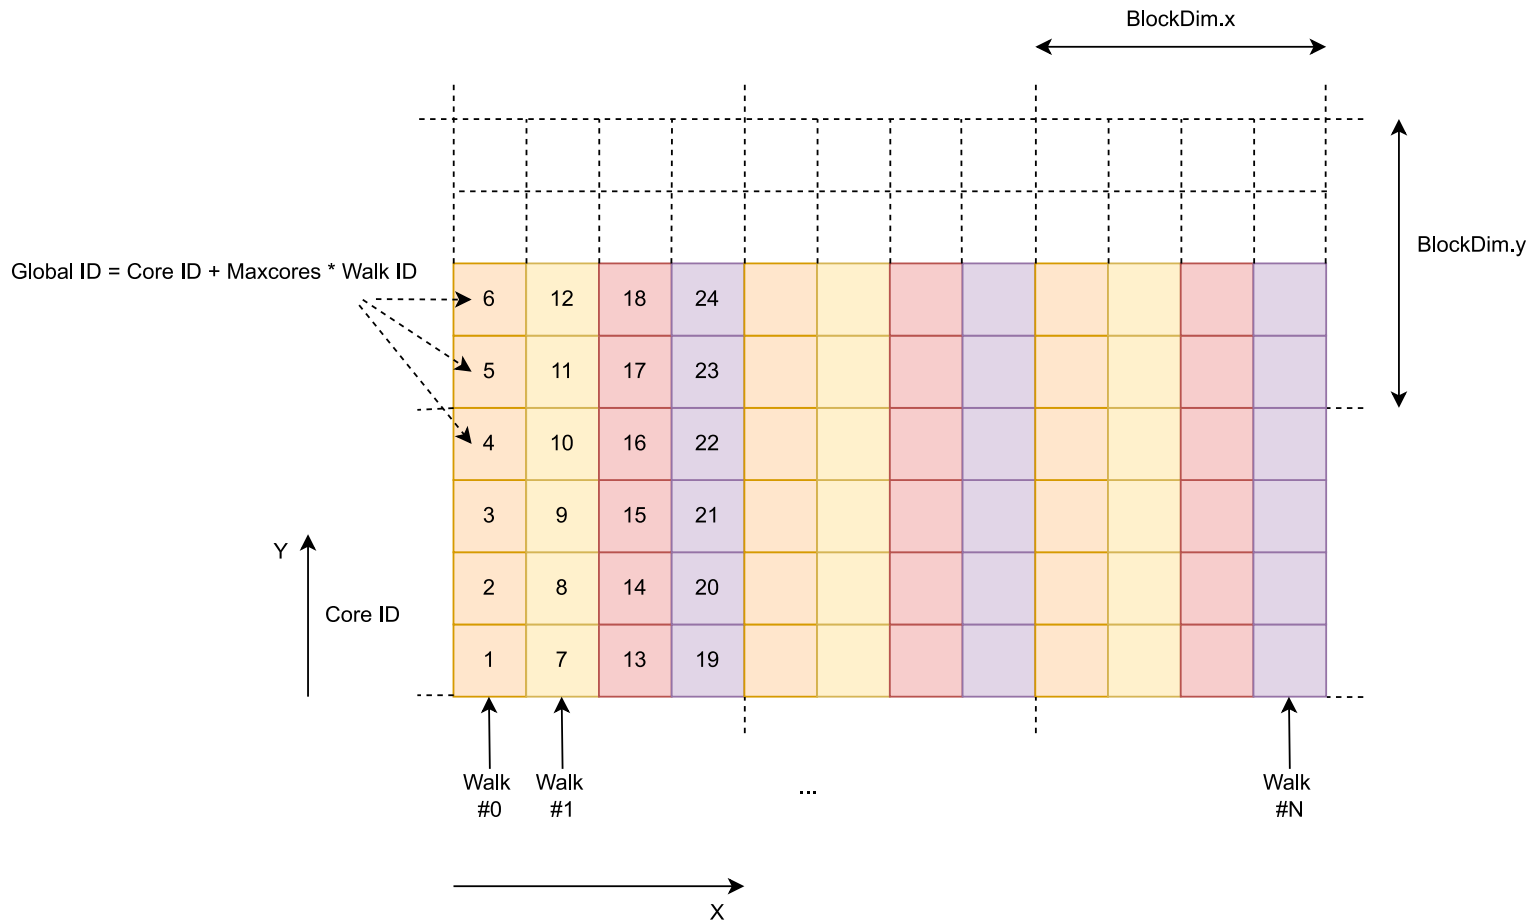 BlockDim.x
BlockDim.y
Global ID = Core ID + Maxcores * Walk ID
6 12 18 24
5 11 17 23
4 10 16 22
3 9 15 21
Y
2 8 14 20
Core ID
1 7 13 19
Walk #0
Walk #1
...
Walk #N
X